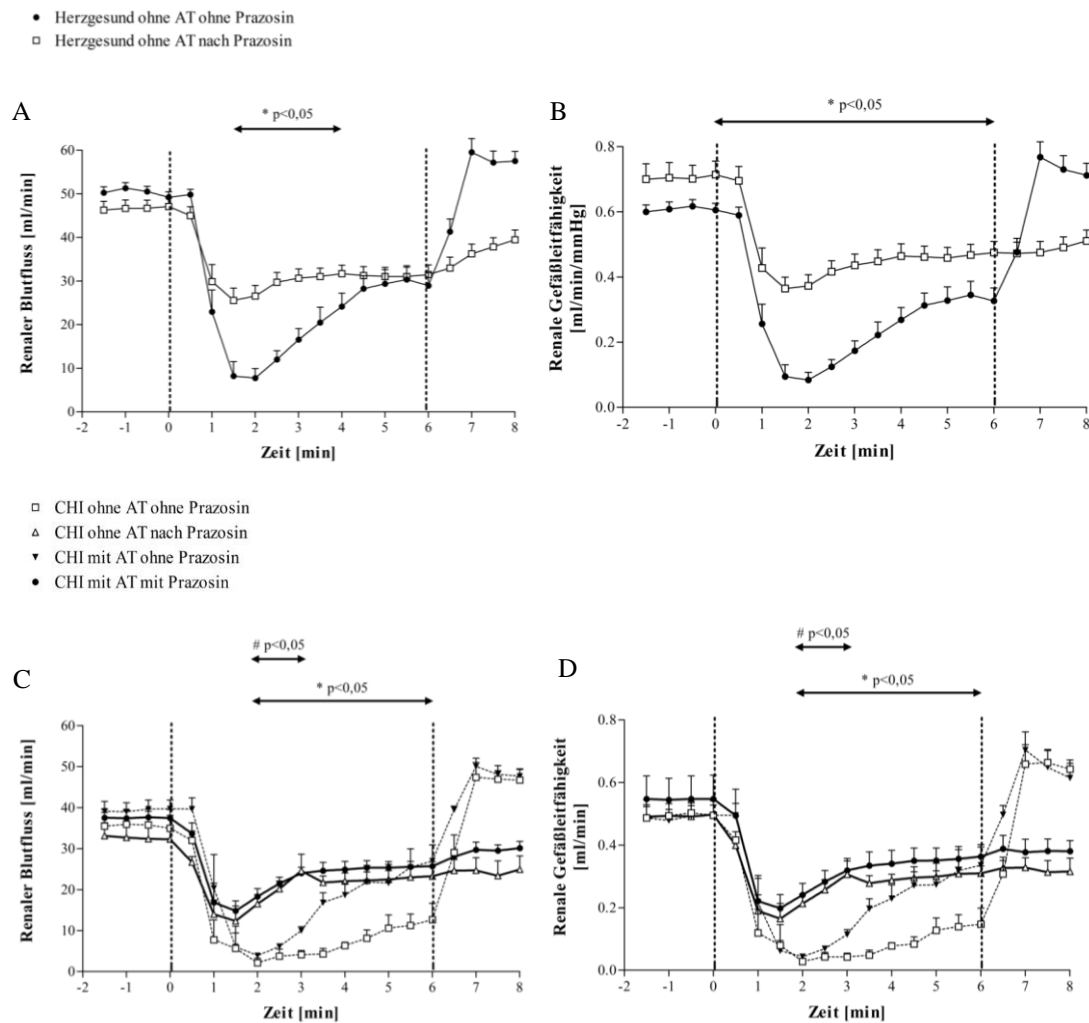 Herzgesund ohne AT ohne Prazosin
Herzgesund ohne AT nach Prazosin
A
* p<0,05
Renaler Blutfluss [ml/min]
60
50
40
30
20
10
0
-2 -1 0 1 2 3 4 5 6 7 8
Zeit [min]
B
* p<0,05
Renale Gefäßleitfähigkeit
[ml/min/mmHg]
0.8
0.6
0.4
0.2
0.0
-2 -1 0 1 2 3 4 5 6 7 8
Zeit [min]
CHI ohne AT ohne Prazosin
CHI ohne AT nach Prazosin
CHI mit AT ohne Prazosin
CHI mit AT mit Prazosin
C
# p<0,05
* p<0,05
Renaler Blutfluss [ml/min]
60
50
40
30
20
10
0
-2 -1 0 1 2 3 4 5 6 7 8
Zeit [min]
D
# p<0,05
* p<0,05
Renale Gefäßleitfähigkeit
[ml/min]
0.8
0.6
0.4
0.2
0.0
-2 -1 0 1 2 3 4 5 6 7 8
Zeit [min]